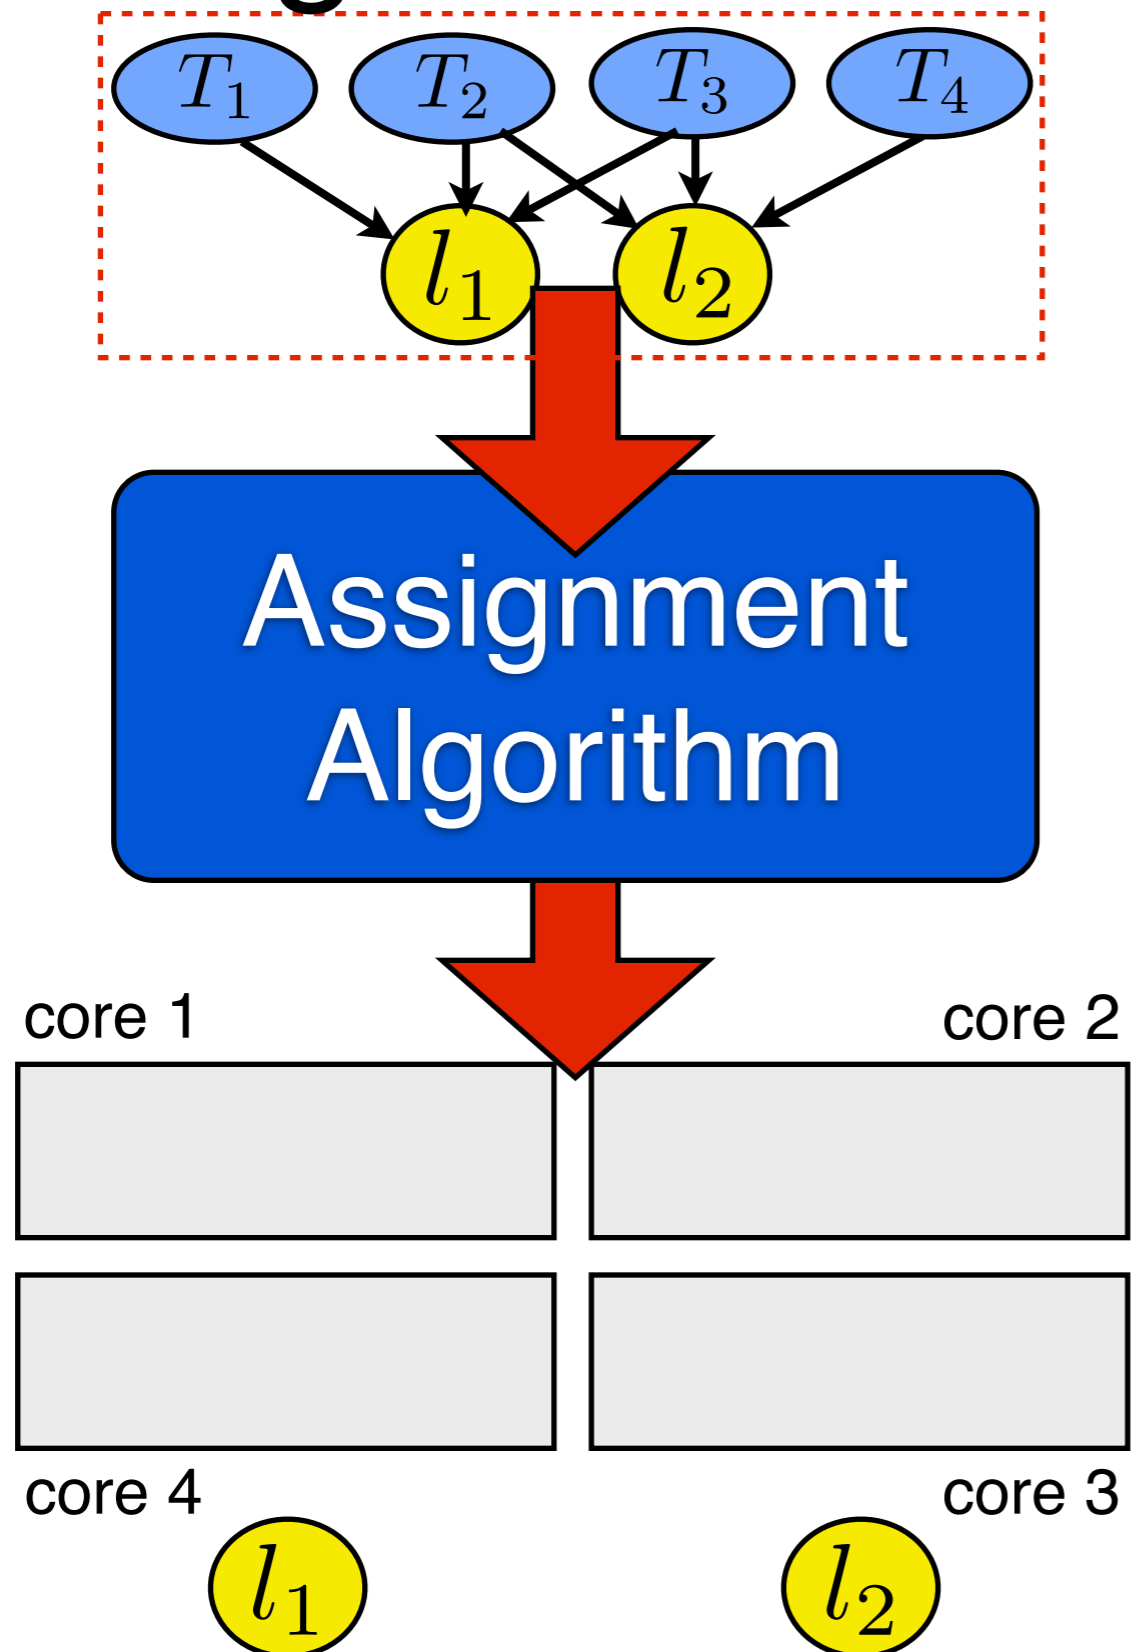 T₁ T₂ T₃ T₄
l₁ l₂
Assignment
Algorithm
core 1 core 2
core 4 core 3
l₁ l₂